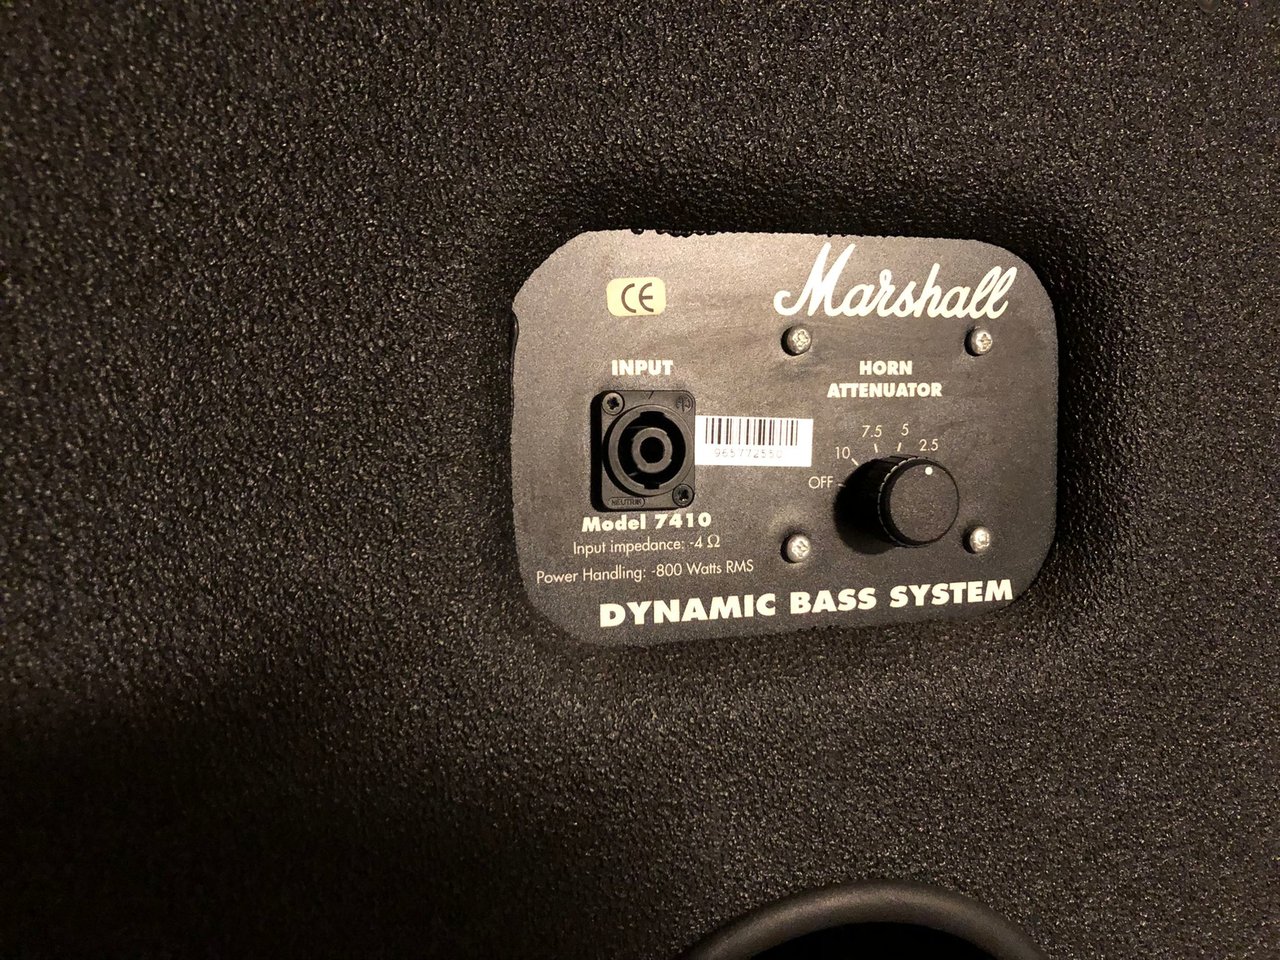 CE
Marshall
INPUT
HORN
ATTENUATOR
7.5
5
2.5
10
OFF
NEUTRIK
Model 7410
Input impedance: -4 Ω
Power Handling: -800 Watts RMS
DYNAMIC BASS SYSTEM